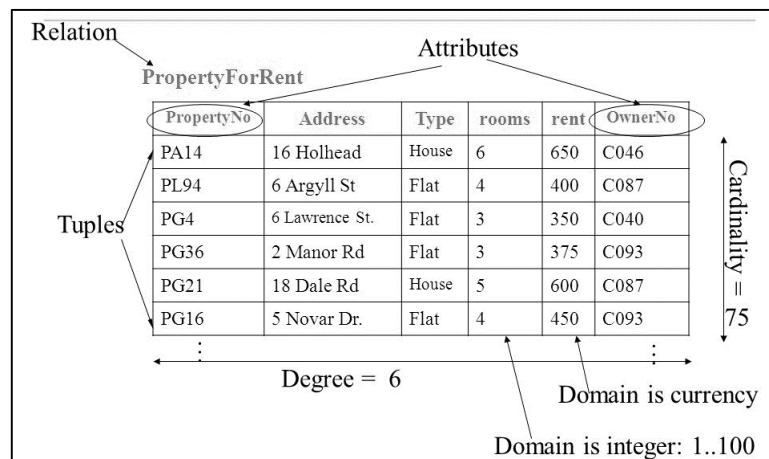 Relation
Attributes
PropertyForRent
PropertyNo Address Type rooms rent OwnerNo
PA14 16 Holhead House 6 650 C046
PL94 6 Argyll St Flat 4 400 C087
PG4 6 Lawrence St. Flat 3 350 C040
PG36 2 Manor Rd Flat 3 375 C093
PG21 18 Dale Rd House 5 600 C087
PG16 5 Novar Dr. Flat 4 450 C093
Tuples
Cardinality =
75
Degree = 6
Domain is currency
Domain is integer: 1..100